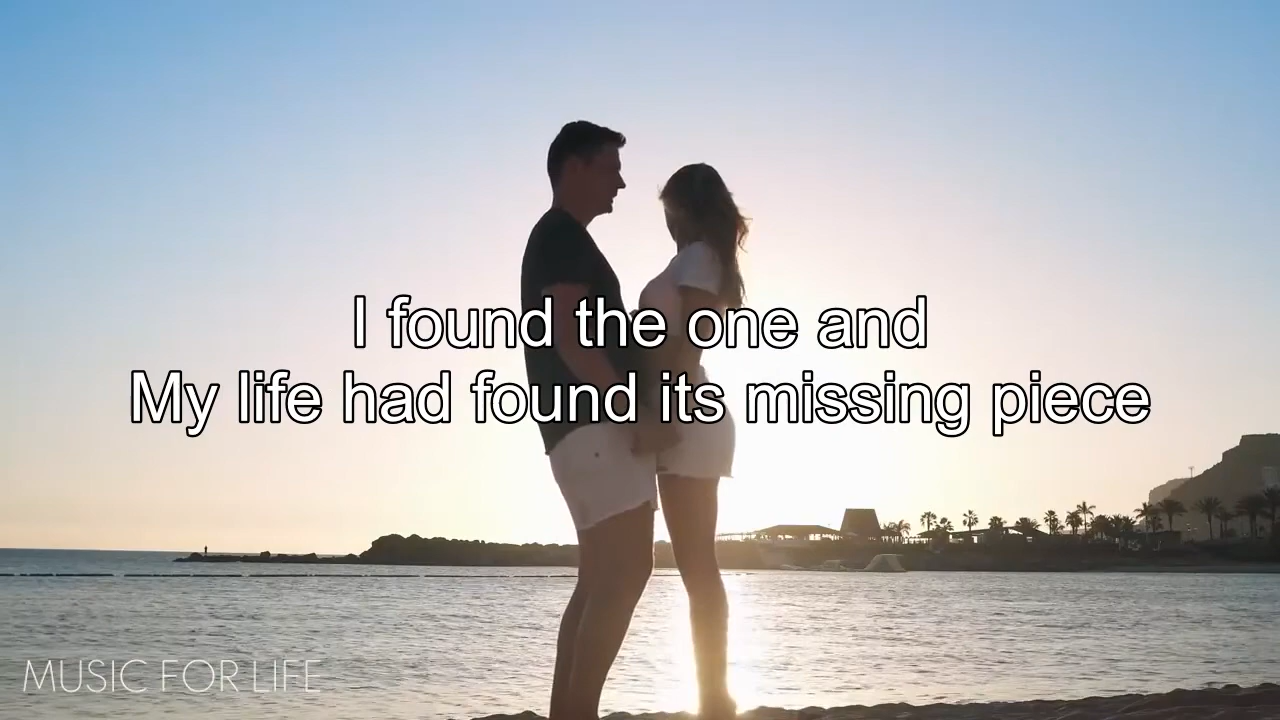 I found the one and
My life had found its missing piece
MUSIC FOR LIFE